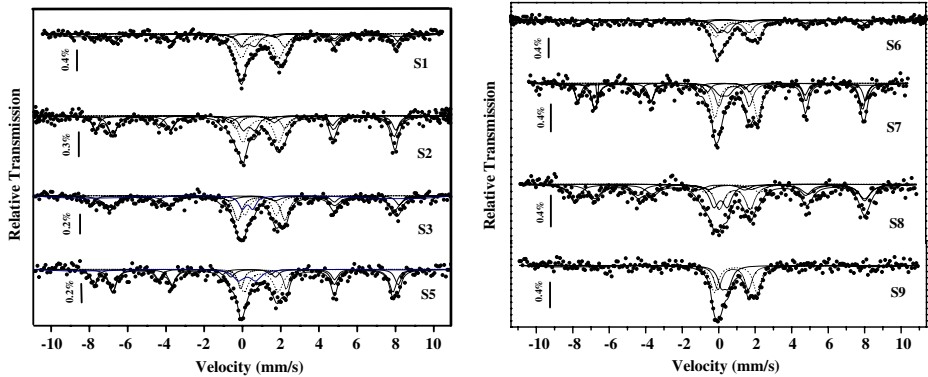 Relative Transmission
0.4%
S1
0.3%
S2
0.2%
S3
0.2%
S5
-10 -8 -6 -4 -2 0 2 4 6 8 10
Velocity (mm/s)
Relative Transmission
0.4%
S6
0.4%
S7
0.4%
S8
0.4%
S9
-10 -8 -6 -4 -2 0 2 4 6 8 10
Velocity (mm/s)